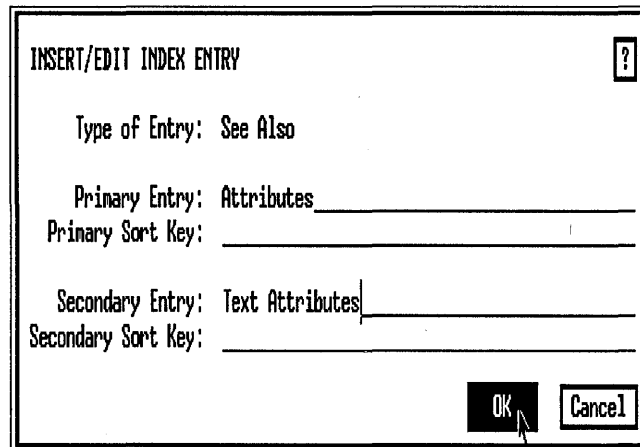 INSERT/EDIT INDEX ENTRY ?
Type of Entry: See Also
Primary Entry: Attributes
Primary Sort Key:
Secondary Entry: Text Attributes
Secondary Sort Key:
OK Cancel